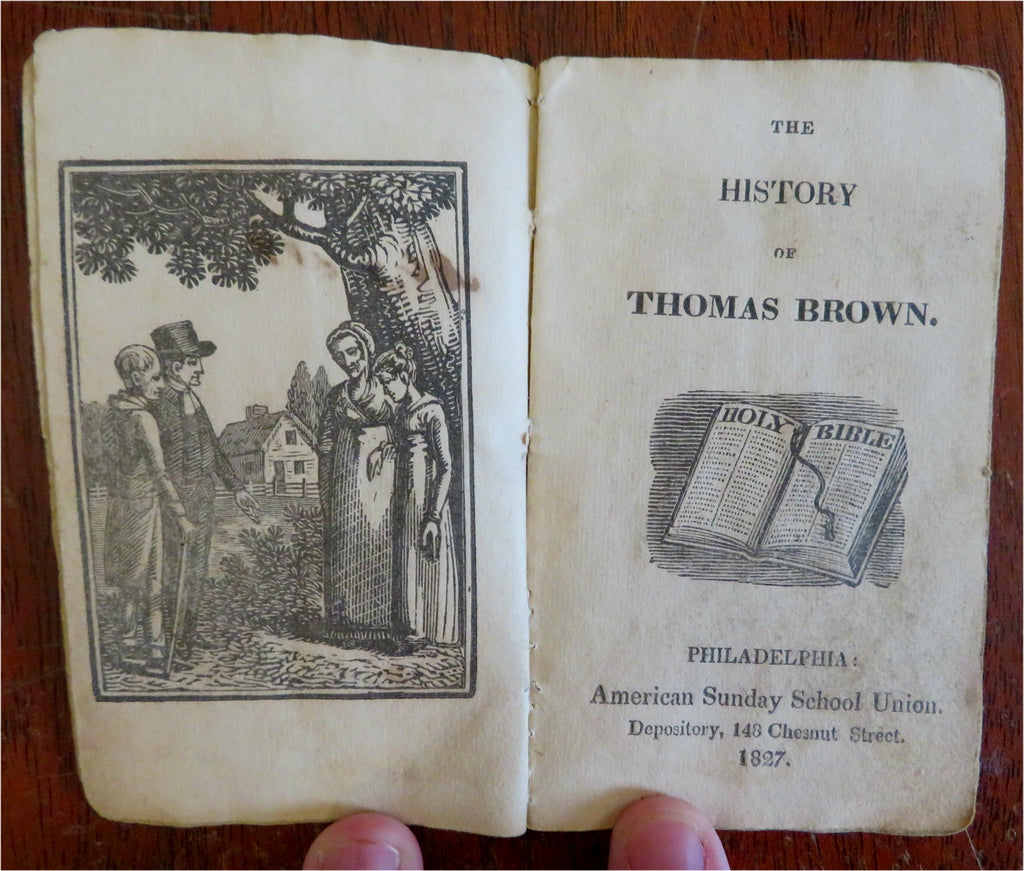 THE
HISTORY
OF
THOMAS BROWN.
HOLY BIBLE
PHILADELPHIA:
American Sunday School Union.
Depository, 148 Chesnut Street.
1827.